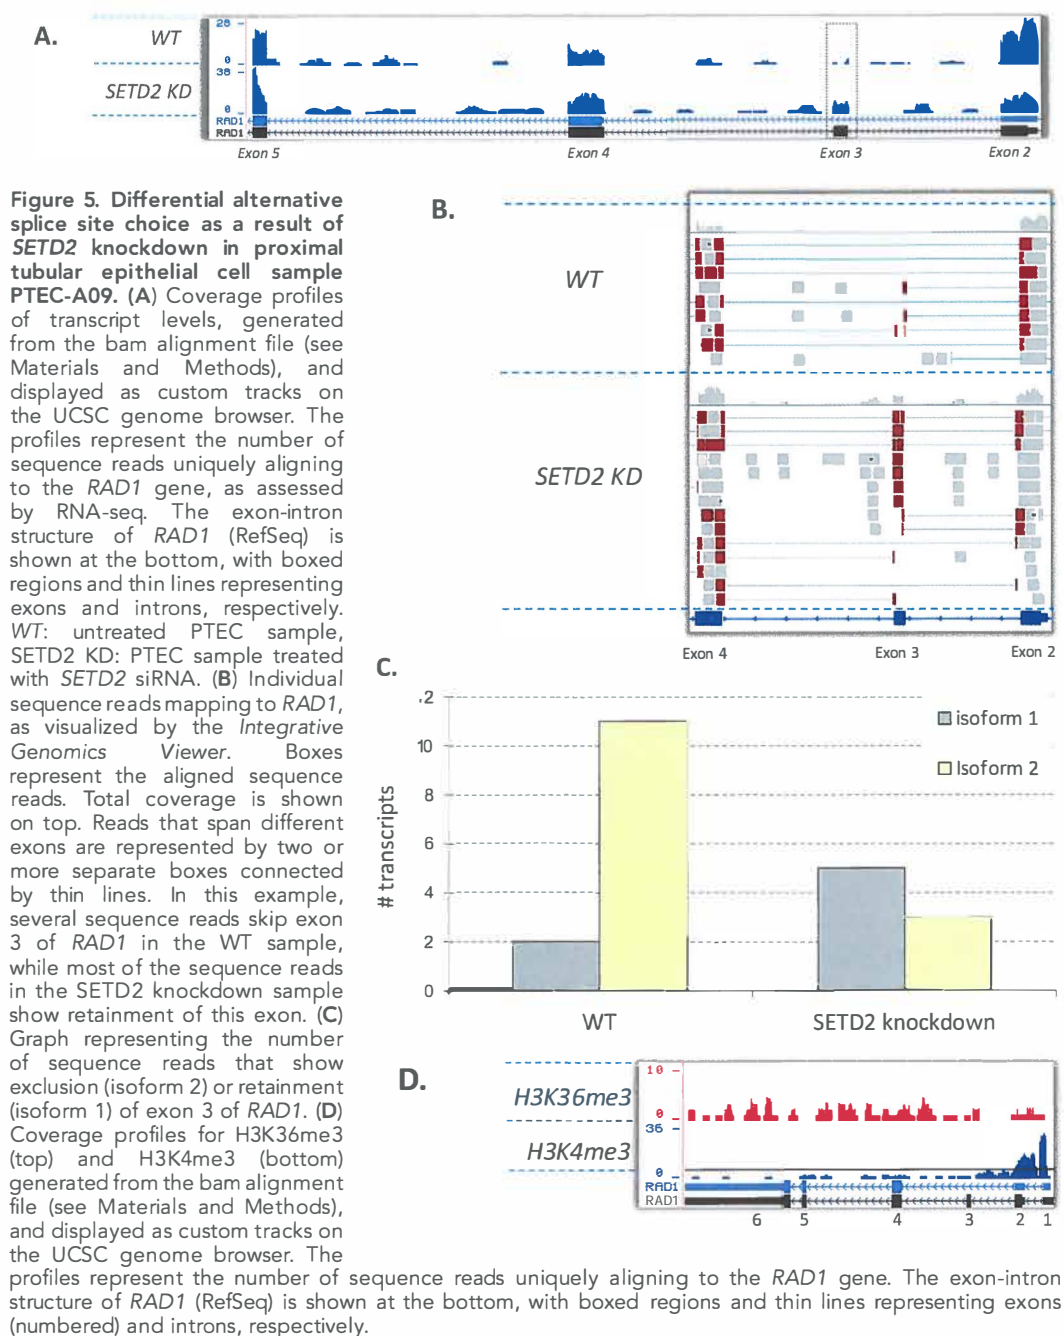 A.
WT
28
0
38
SETD2 KD
0
RAD1
RAD1
Exon 5
Exon 4
Exon 3
Exon 2
Figure 5. Differential alternative
splice site choice as a result of
SETD2 knockdown in proximal
tubular epithelial cell sample
PTEC-A09. (A) Coverage profiles
of transcript levels, generated
from the bam alignment file (see
Materials and Methods), and
displayed as custom tracks on
the UCSC genome browser. The
profiles represent the number of
sequence reads uniquely aligning
to the RAD1 gene, as assessed
by RNA-seq. The exon-intron
structure of RAD1 (RefSeq) is
shown at the bottom, with boxed
regions and thin lines representing
exons and introns, respectively.
WT: untreated PTEC sample,
SETD2 KD: PTEC sample treated
with SETD2 siRNA. (B) Individual
sequence reads mapping to RAD1,
as visualized by the Integrative
Genomics Viewer. Boxes
represent the aligned sequence
reads. Total coverage is shown
on top. Reads that span different
exons are represented by two or
more separate boxes connected
by thin lines. In this example,
several sequence reads skip exon
3 of RAD1 in the WT sample,
while most of the sequence reads
in the SETD2 knockdown sample
show retainment of this exon. (C)
Graph representing the number
of sequence reads that show
exclusion (isoform 2) or retainment
(isoform 1) of exon 3 of RAD1. (D)
Coverage profiles for H3K36me3
(top) and H3K4me3 (bottom)
generated from the bam alignment
file (see Materials and Methods),
and displayed as custom tracks on
the UCSC genome browser. The
profiles represent the number of sequence reads uniquely aligning to the RAD1 gene. The exon-intron
structure of RAD1 (RefSeq) is shown at the bottom, with boxed regions and thin lines representing exons
(numbered) and introns, respectively.
B.
WT
SETD2 KD
Exon 4
Exon 3
Exon 2
C.
.2
10
8
6
4
2
0
# transcripts
isoform 1
Isoform 2
WT
SETD2 knockdown
D.
10
H3K36me3
0
36
H3K4me3
0
RAD1
RAD1
6
5
4
3
2
1